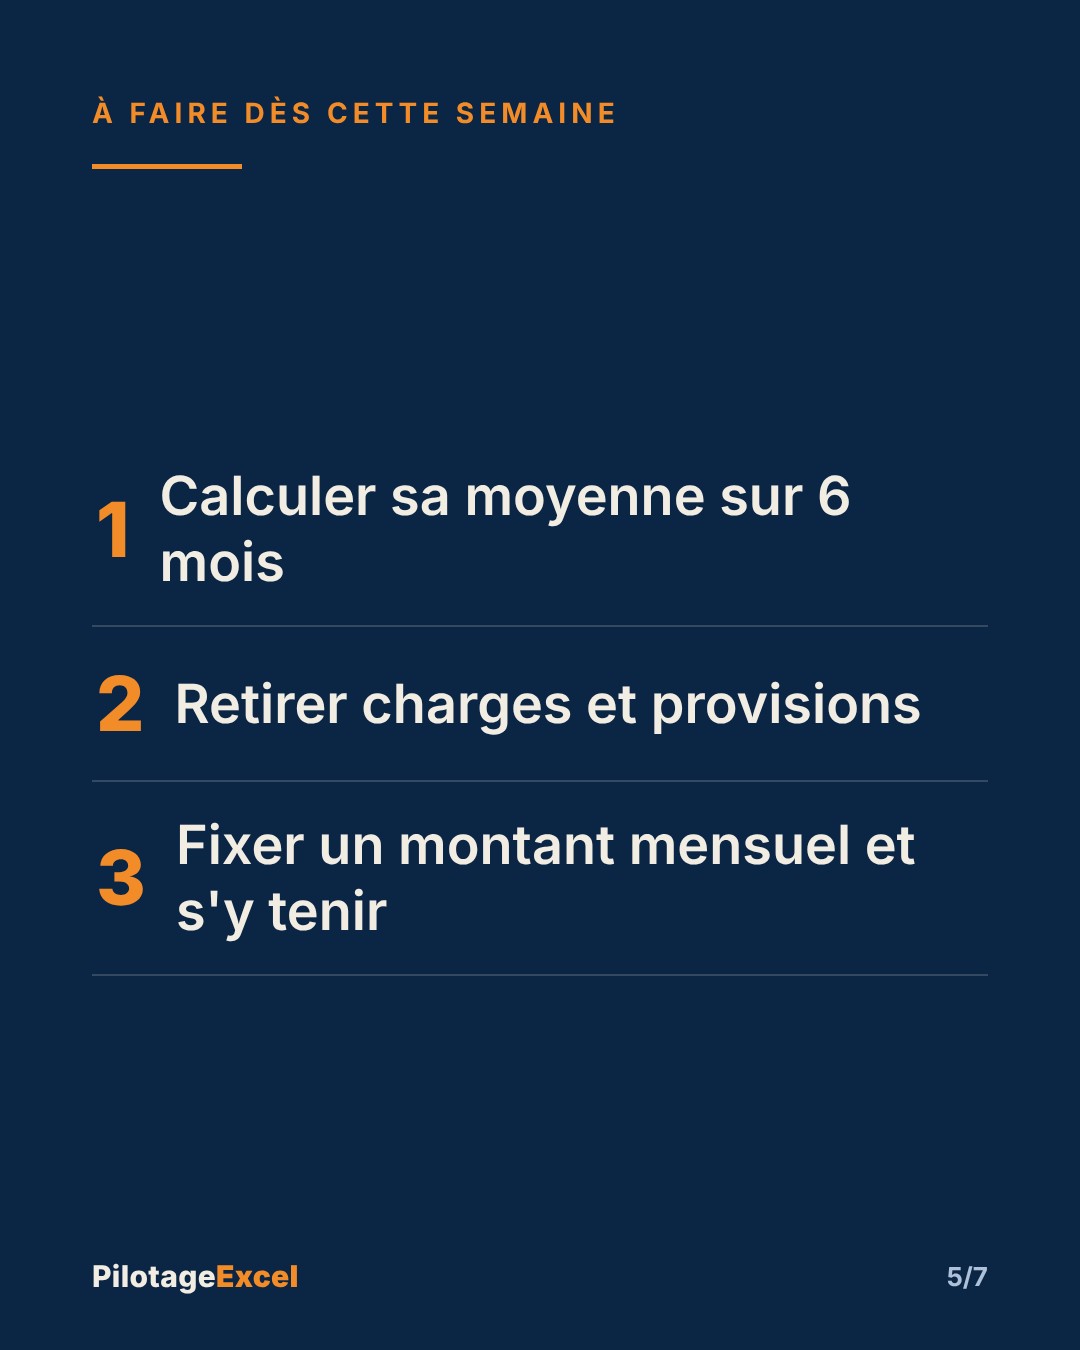 À FAIRE DÈS CETTE SEMAINE
1 Calculer sa moyenne sur 6
mois
2 Retirer charges et provisions
3 Fixer un montant mensuel et
s'y tenir
PilotageExcel
5/7